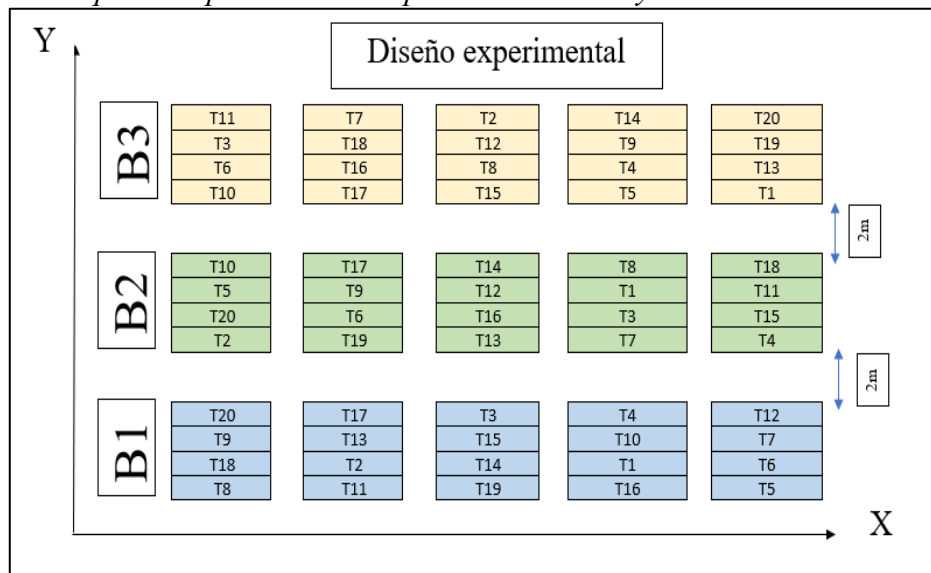 Y
Diseño experimental
B3
T11 T7 T2 T14 T20
T3 T18 T12 T9 T19
T6 T16 T8 T4 T13
T10 T17 T15 T5 T1
2m
B2
T10 T17 T14 T8 T18
T5 T9 T12 T1 T11
T20 T6 T16 T3 T15
T2 T19 T13 T7 T4
2m
B1
T20 T17 T3 T4 T12
T9 T13 T15 T10 T7
T18 T2 T14 T1 T6
T8 T11 T19 T16 T5
X